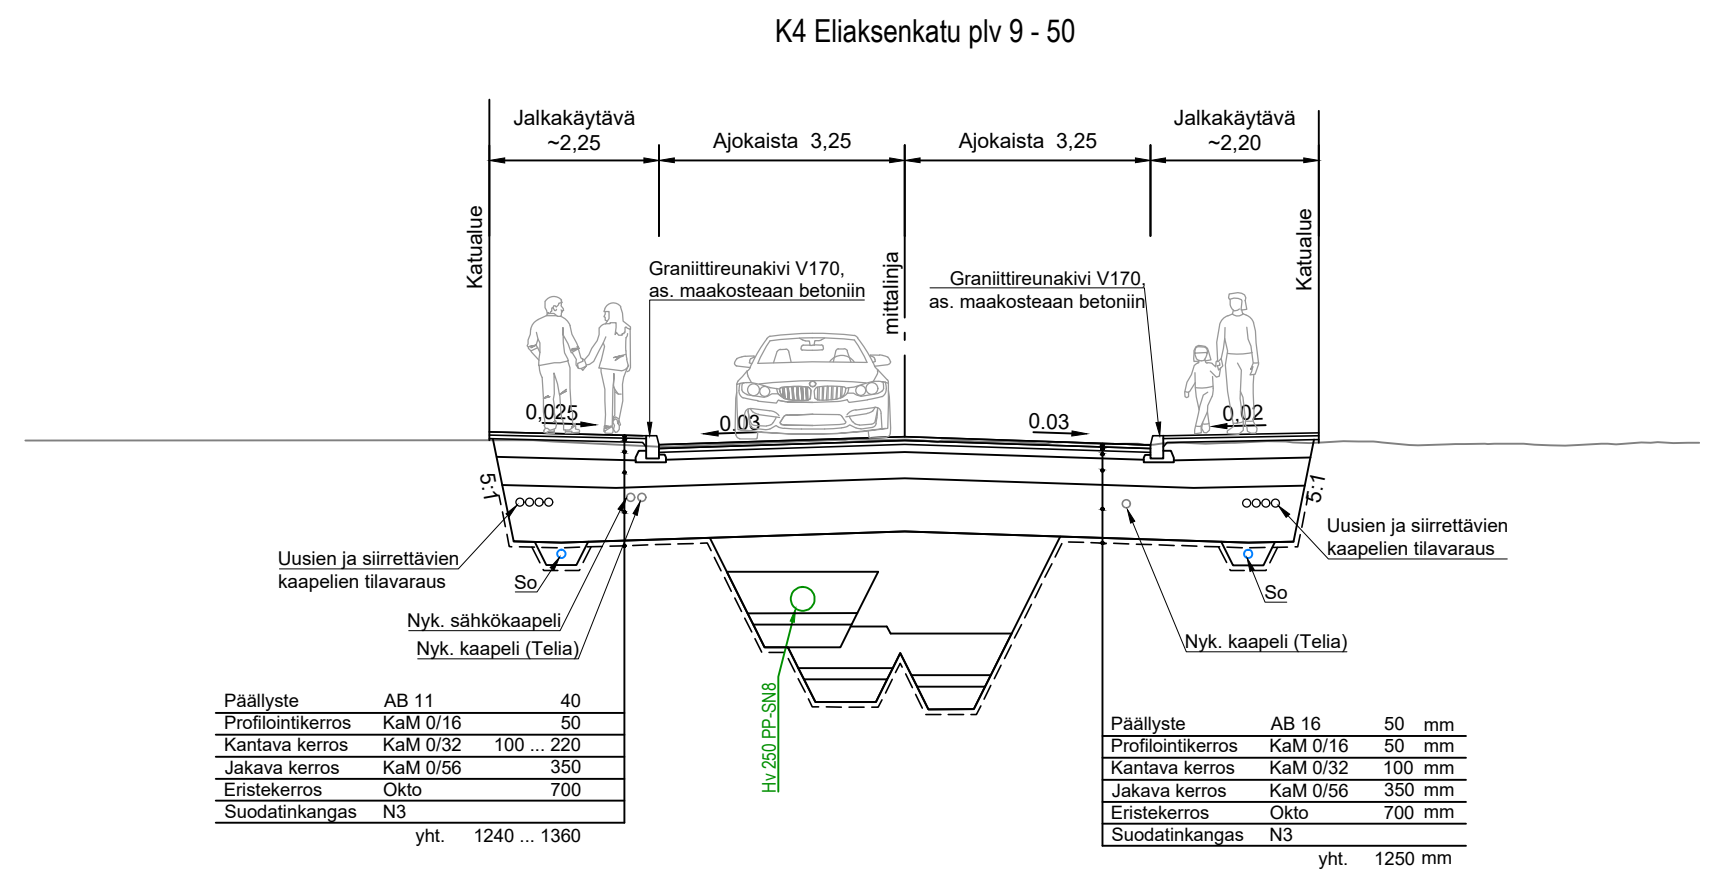 K4 Eliaksenkatu plv 9 - 50
Jalkakäytävä
~2,25
Ajokaista 3,25
Ajokaista 3,25
Jalkakäytävä
~2,20
Katualue
mittalinja
Katualue
Graniittireunakivi V170,
as. maakosteaan betoniin
Graniittireunakivi V170,
as. maakosteaan betoniin
0,025
0.03
0.03
0,02
5:1
5:1
Uusien ja siirrettävien
kaapelien tilavaraus
So
Nyk. sähkökaapeli
Nyk. kaapeli (Telia)
Hv 250 PP-SN8
Uusien ja siirrettävien
kaapelien tilavaraus
So
Nyk. kaapeli (Telia)
Päällyste AB 11 40
Profilointikerros KaM 0/16 50
Kantava kerros KaM 0/32 100 ... 220
Jakava kerros KaM 0/56 350
Eristekerros Okto 700
Suodatinkangas N3
yht. 1240 ... 1360
Päällyste AB 16 50 mm
Profilointikerros KaM 0/16 50 mm
Kantava kerros KaM 0/32 100 mm
Jakava kerros KaM 0/56 350 mm
Eristekerros Okto 700 mm
Suodatinkangas N3
yht. 1250 mm